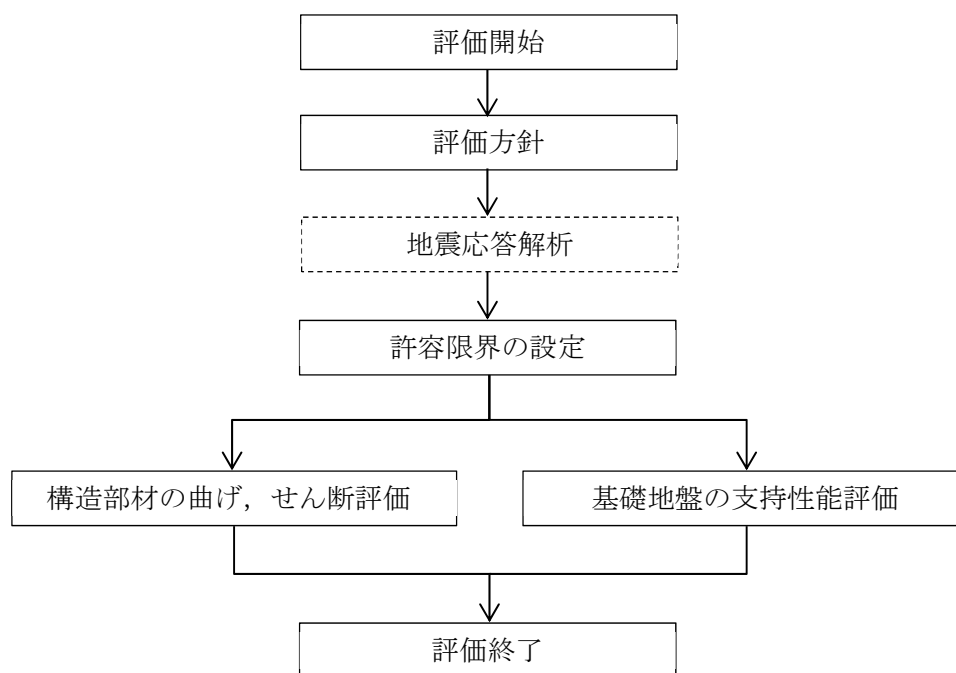 評価開始
評価方針
地震応答解析
許容限界の設定
構造部材の曲げ，せん断評価
基礎地盤の支持性能評価
評価終了